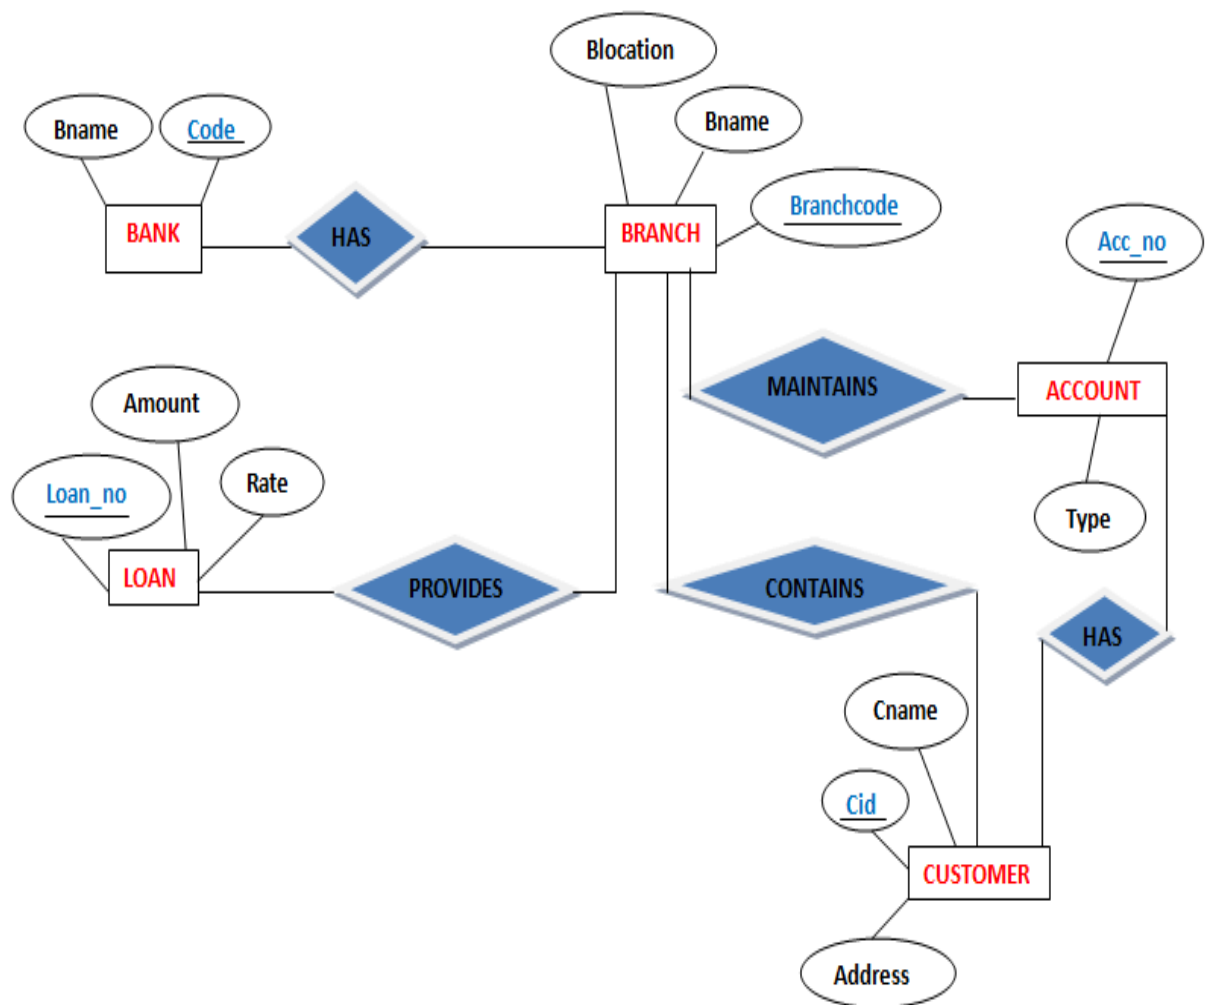 Blocation
Bname
Code
Bname
Branchcode
BANK
HAS
BRANCH
Acc_no
MAINTAINS
ACCOUNT
Amount
Rate
Loan_no
Type
LOAN
PROVIDES
CONTAINS
HAS
Cname
Cid
CUSTOMER
Address